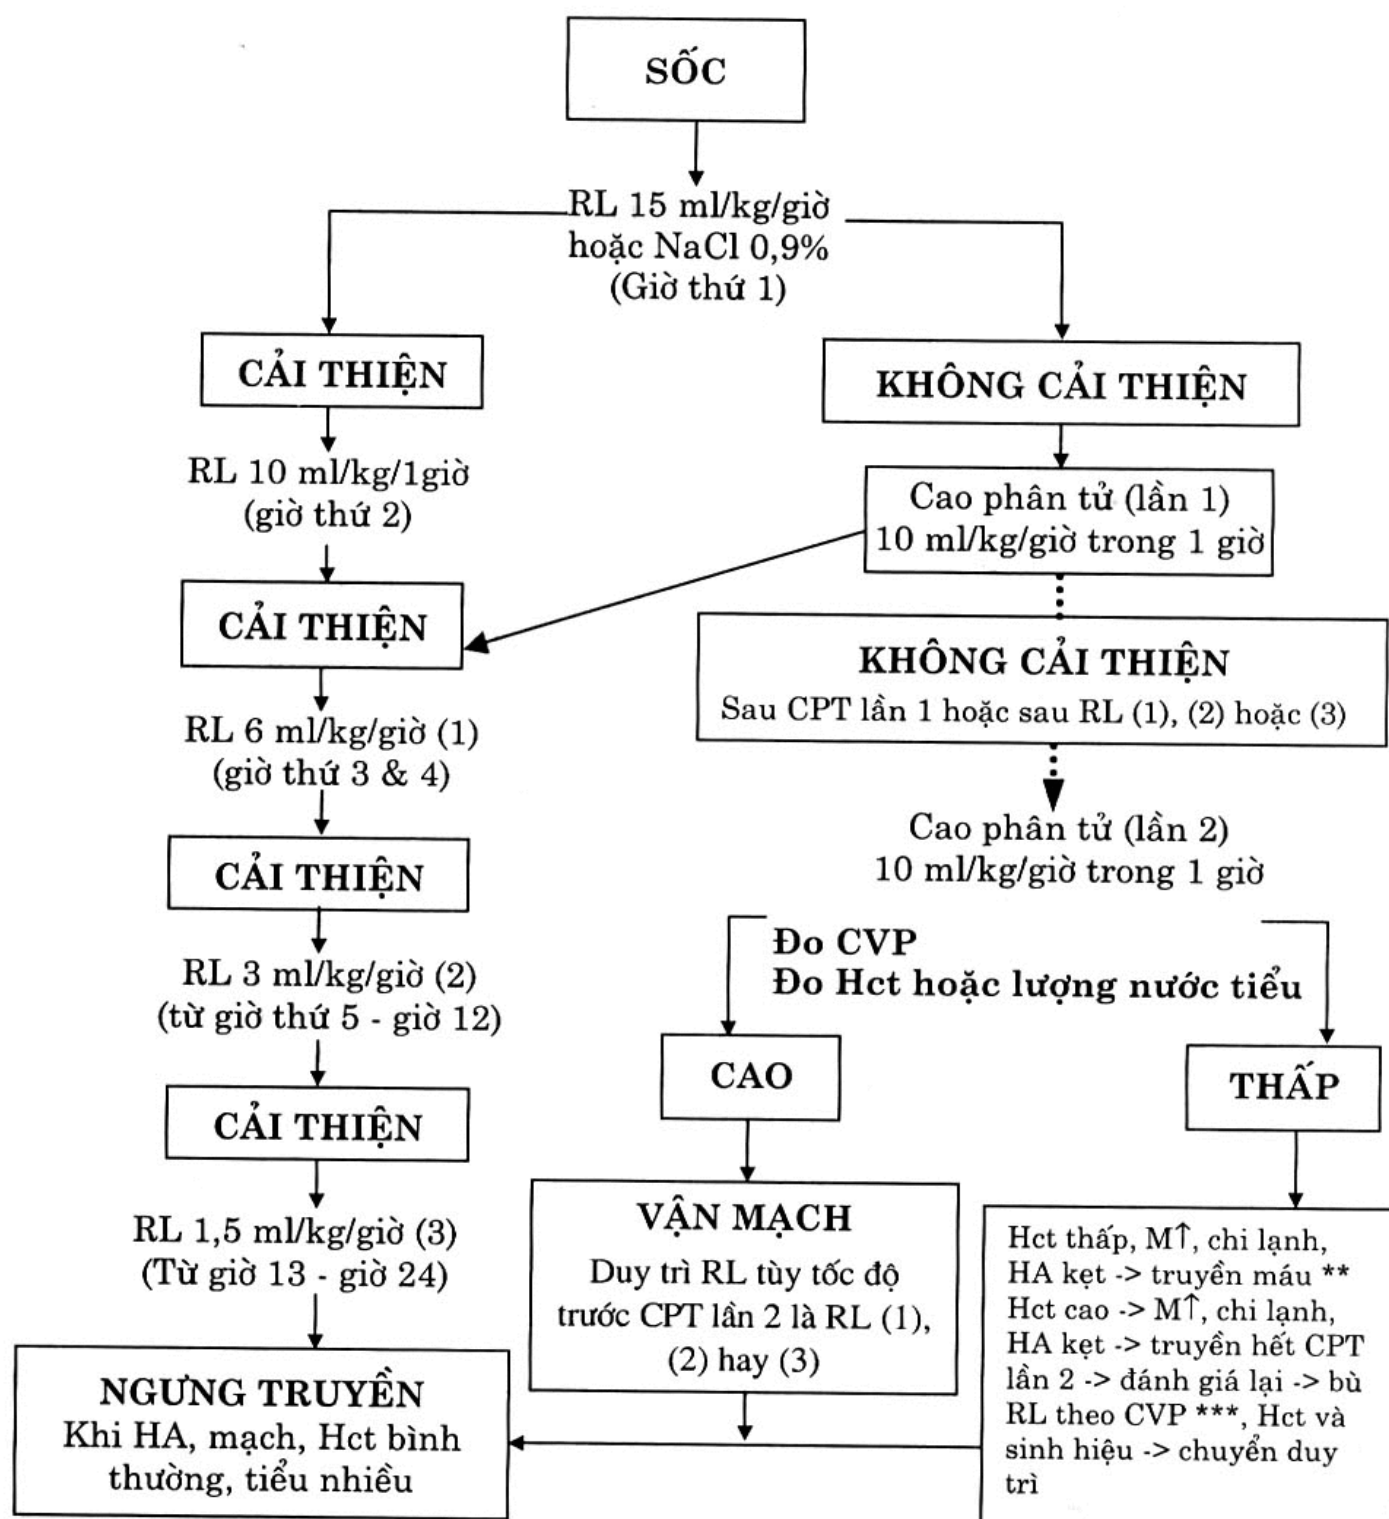 SỐC
RL 15 ml/kg/giờ
hoặc NaCl 0,9%
(Giờ thứ 1)
CẢI THIỆN
KHÔNG CẢI THIỆN
RL 10 ml/kg/1giờ
(giờ thứ 2)
Cao phân tử (lần 1)
10 ml/kg/giờ trong 1 giờ
CẢI THIỆN
KHÔNG CẢI THIỆN
Sau CPT lần 1 hoặc sau RL (1), (2) hoặc (3)
RL 6 ml/kg/giờ (1)
(giờ thứ 3 & 4)
Cao phân tử (lần 2)
10 ml/kg/giờ trong 1 giờ
CẢI THIỆN
RL 3 ml/kg/giờ (2)
(từ giờ thứ 5 - giờ 12)
Đo CVP
Đo Hct hoặc lượng nước tiểu
CAO
THẤP
CẢI THIỆN
RL 1,5 ml/kg/giờ (3)
(Từ giờ 13 - giờ 24)
VẬN MẠCH
Duy trì RL tùy tốc độ
trước CPT lần 2 là RL (1),
(2) hay (3)
Hct thấp, M↑, chi lạnh,
HA kẹt -> truyền máu **
Hct cao -> M↑, chi lạnh,
HA kẹt -> truyền hết CPT
lần 2 -> đánh giá lại -> bù
RL theo CVP ***, Hct và
sinh hiệu -> chuyển duy
trì
NGƯNG TRUYỀN
Khi HA, mạch, Hct bình
thường, tiểu nhiều